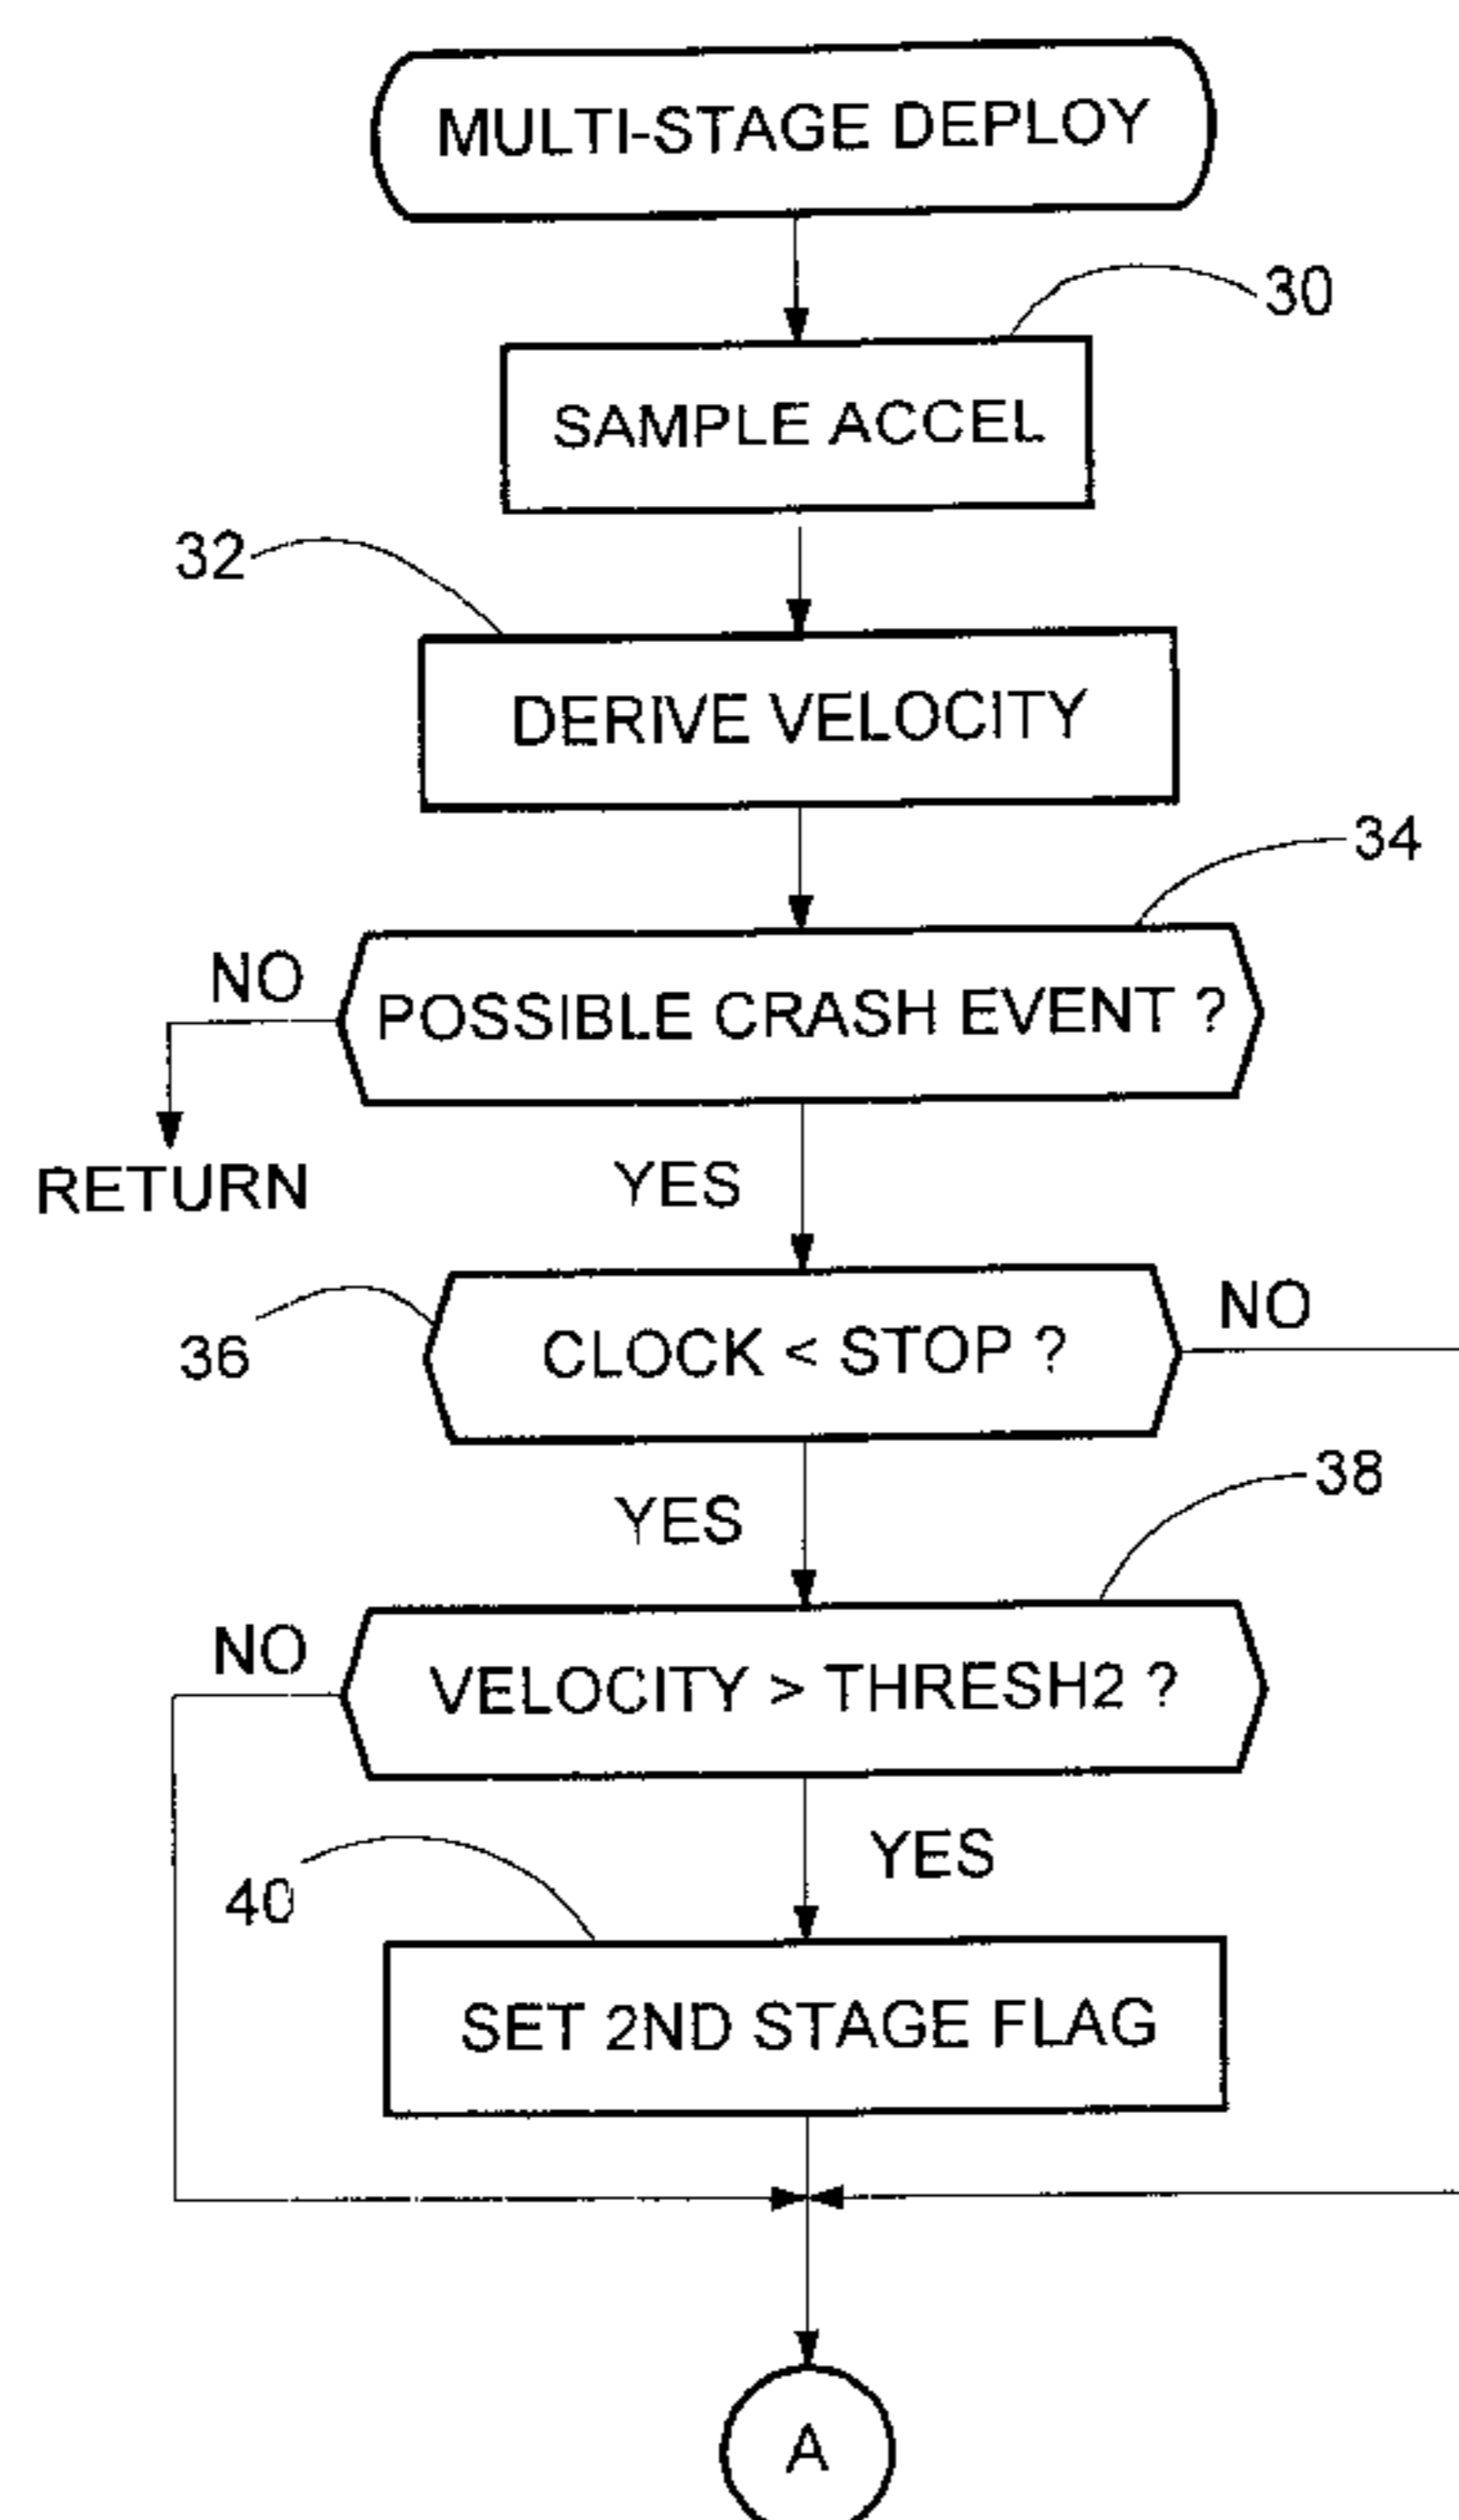 MULTI-STAGE DEPLOY
30
SAMPLE ACCEL
32
DERIVE VELOCITY
34
NO
POSSIBLE CRASH EVENT ?
RETURN
YES
NO
36
CLOCK < STOP ?
38
YES
NO
VELOCITY > THRESH2 ?
YES
40
SET 2ND STAGE FLAG
A